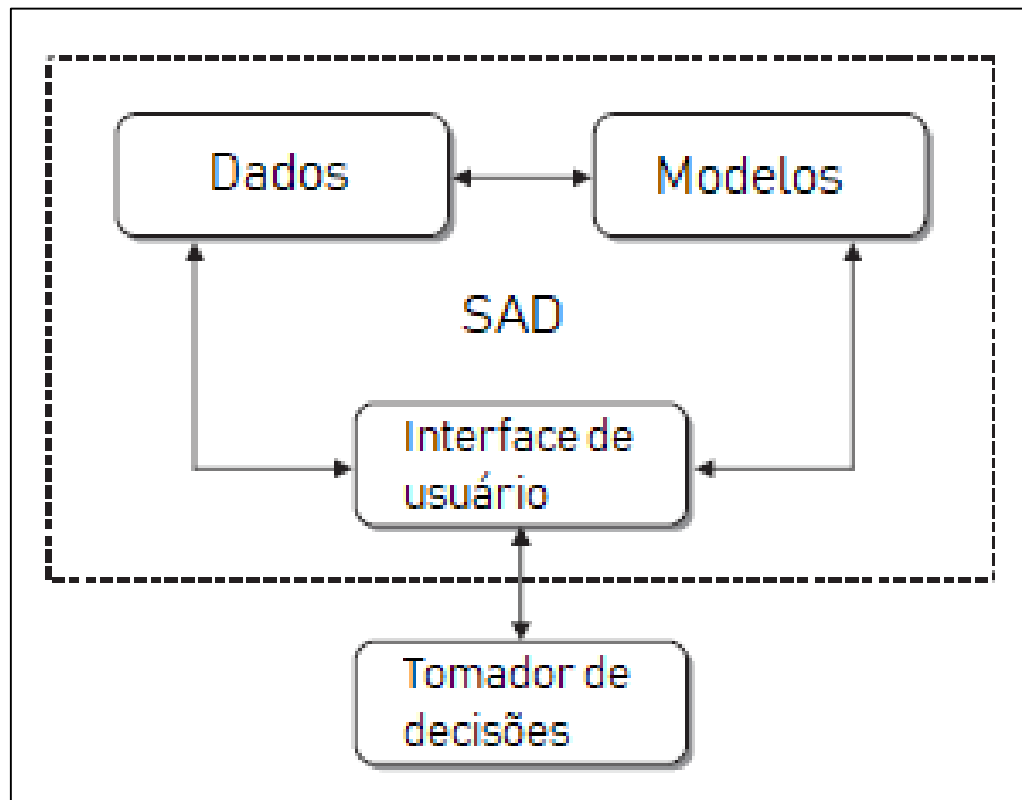 Dados
Modelos
SAD
Interface de
usuário
Tomador de
decisões